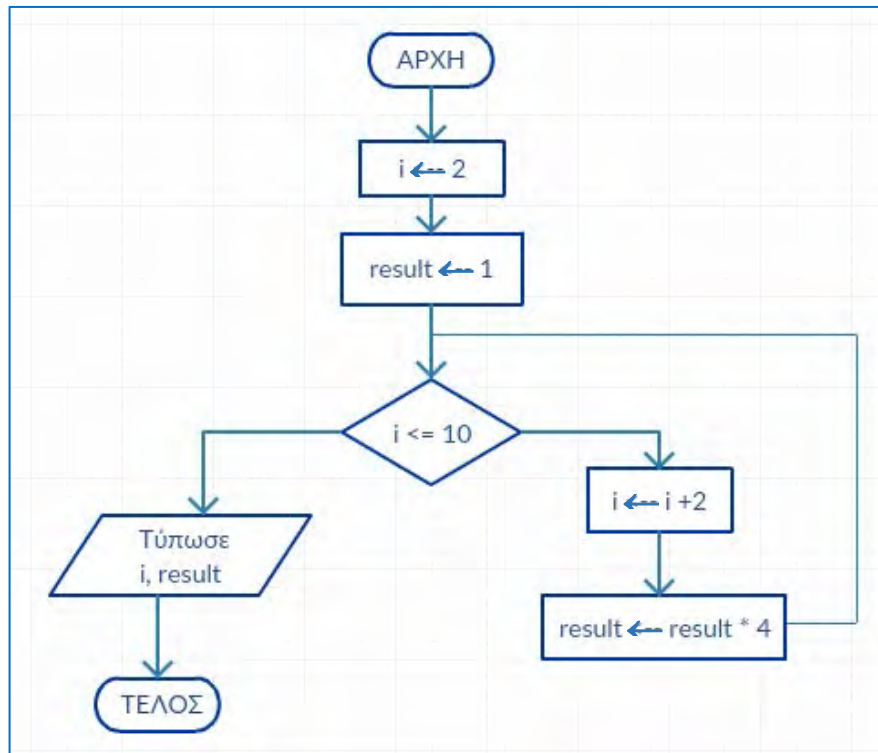 ΑΡΧΗ
i ← 2
result ← 1
i <= 10
i ← i +2
result ← result * 4
Τύπωσε
i, result
ΤΕΛΟΣ